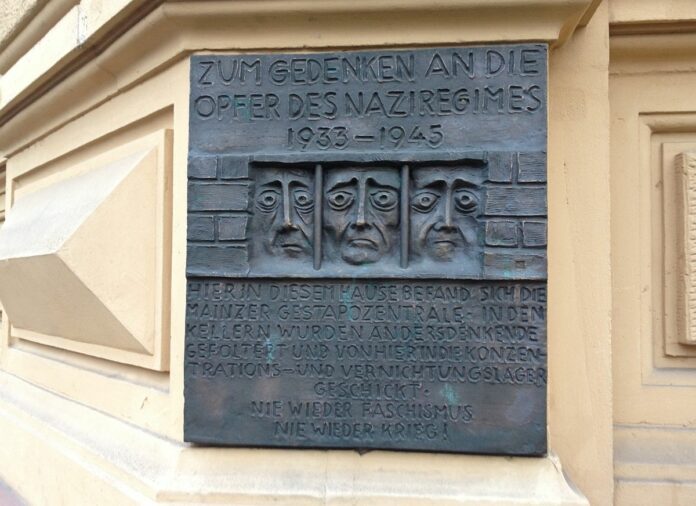 ZUM GEDENKEN AN DIE
OPFER DES NAZIREGIMES
1933–1945
HIER IN DIESEM HAUSE BEFAND SICH DIE
MAINZER GESTAPOZENTRALE - IN DEN
KELLERN WURDEN ANDERSDENKENDE
GEFOLTERT UND VON HIER IN DIE KONZEN-
TRATIONS- UND VERNICHTUNGSLAGER
GESCHICKT.
NIE WIEDER FASCHISMUS
NIE WIEDER KRIEG!